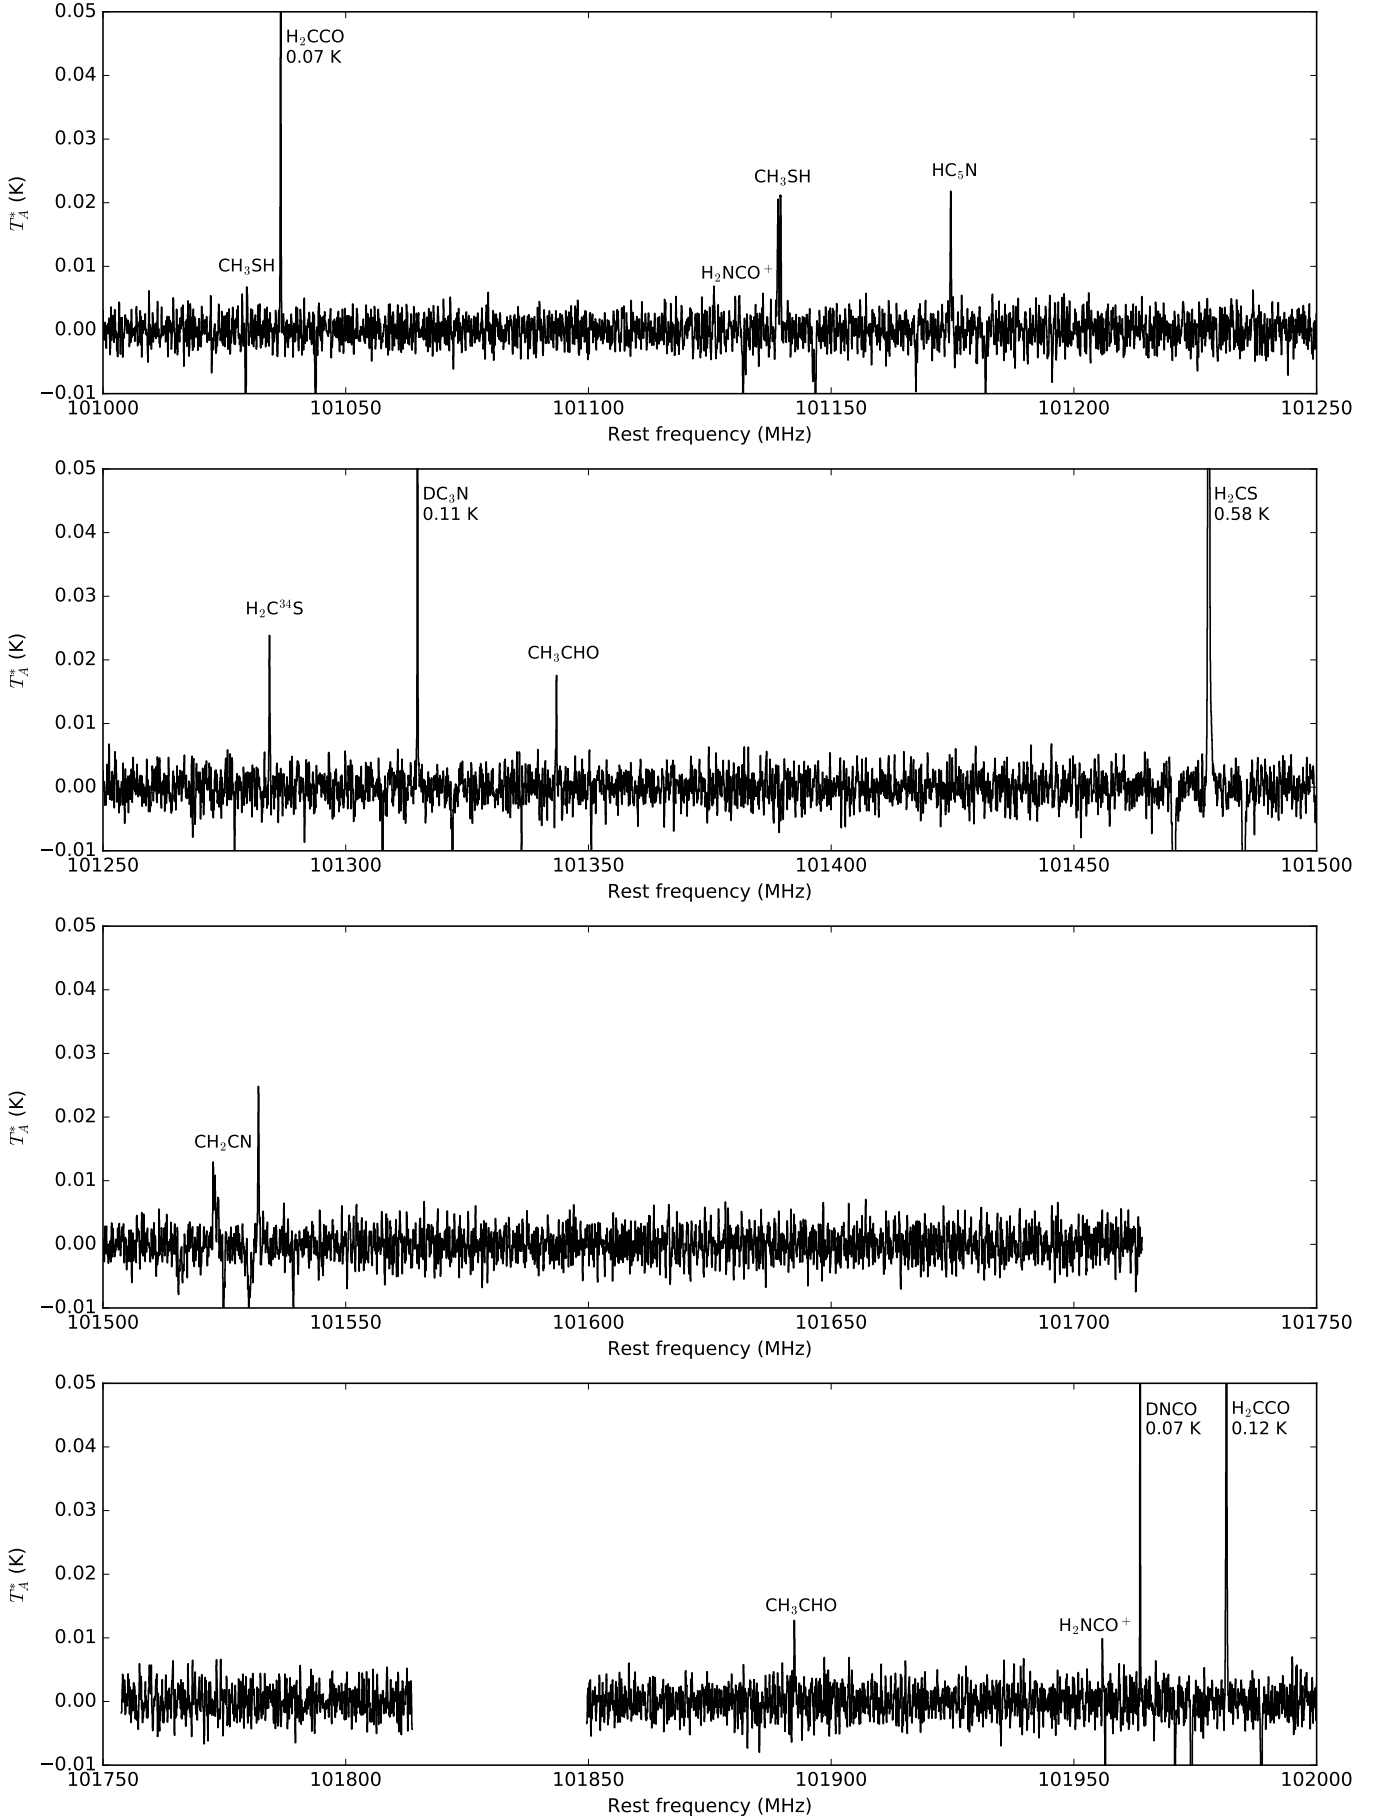 0.05
H₂CCO
0.07 K
0.04
0.03
CH₃SH
HC₅N
0.02
T*A (K)
CH₃SH
H₂NCO⁺
0.01
0.00
−0.01
101000 101050 101100 101150 101200 101250
Rest frequency (MHz)
0.05
DC₃N
0.11 K
H₂CS
0.58 K
0.04
0.03
H₂C³⁴S
CH₃CHO
0.02
T*A (K)
0.01
0.00
−0.01
101250 101300 101350 101400 101450 101500
Rest frequency (MHz)
0.05
0.04
0.03
0.02
T*A (K)
CH₂CN
0.01
0.00
−0.01
101500 101550 101600 101650 101700 101750
Rest frequency (MHz)
0.05
DNCO
0.07 K
H₂CCO
0.12 K
0.04
0.03
0.02
T*A (K)
CH₃CHO
H₂NCO⁺
0.01
0.00
−0.01
101750 101800 101850 101900 101950 102000
Rest frequency (MHz)